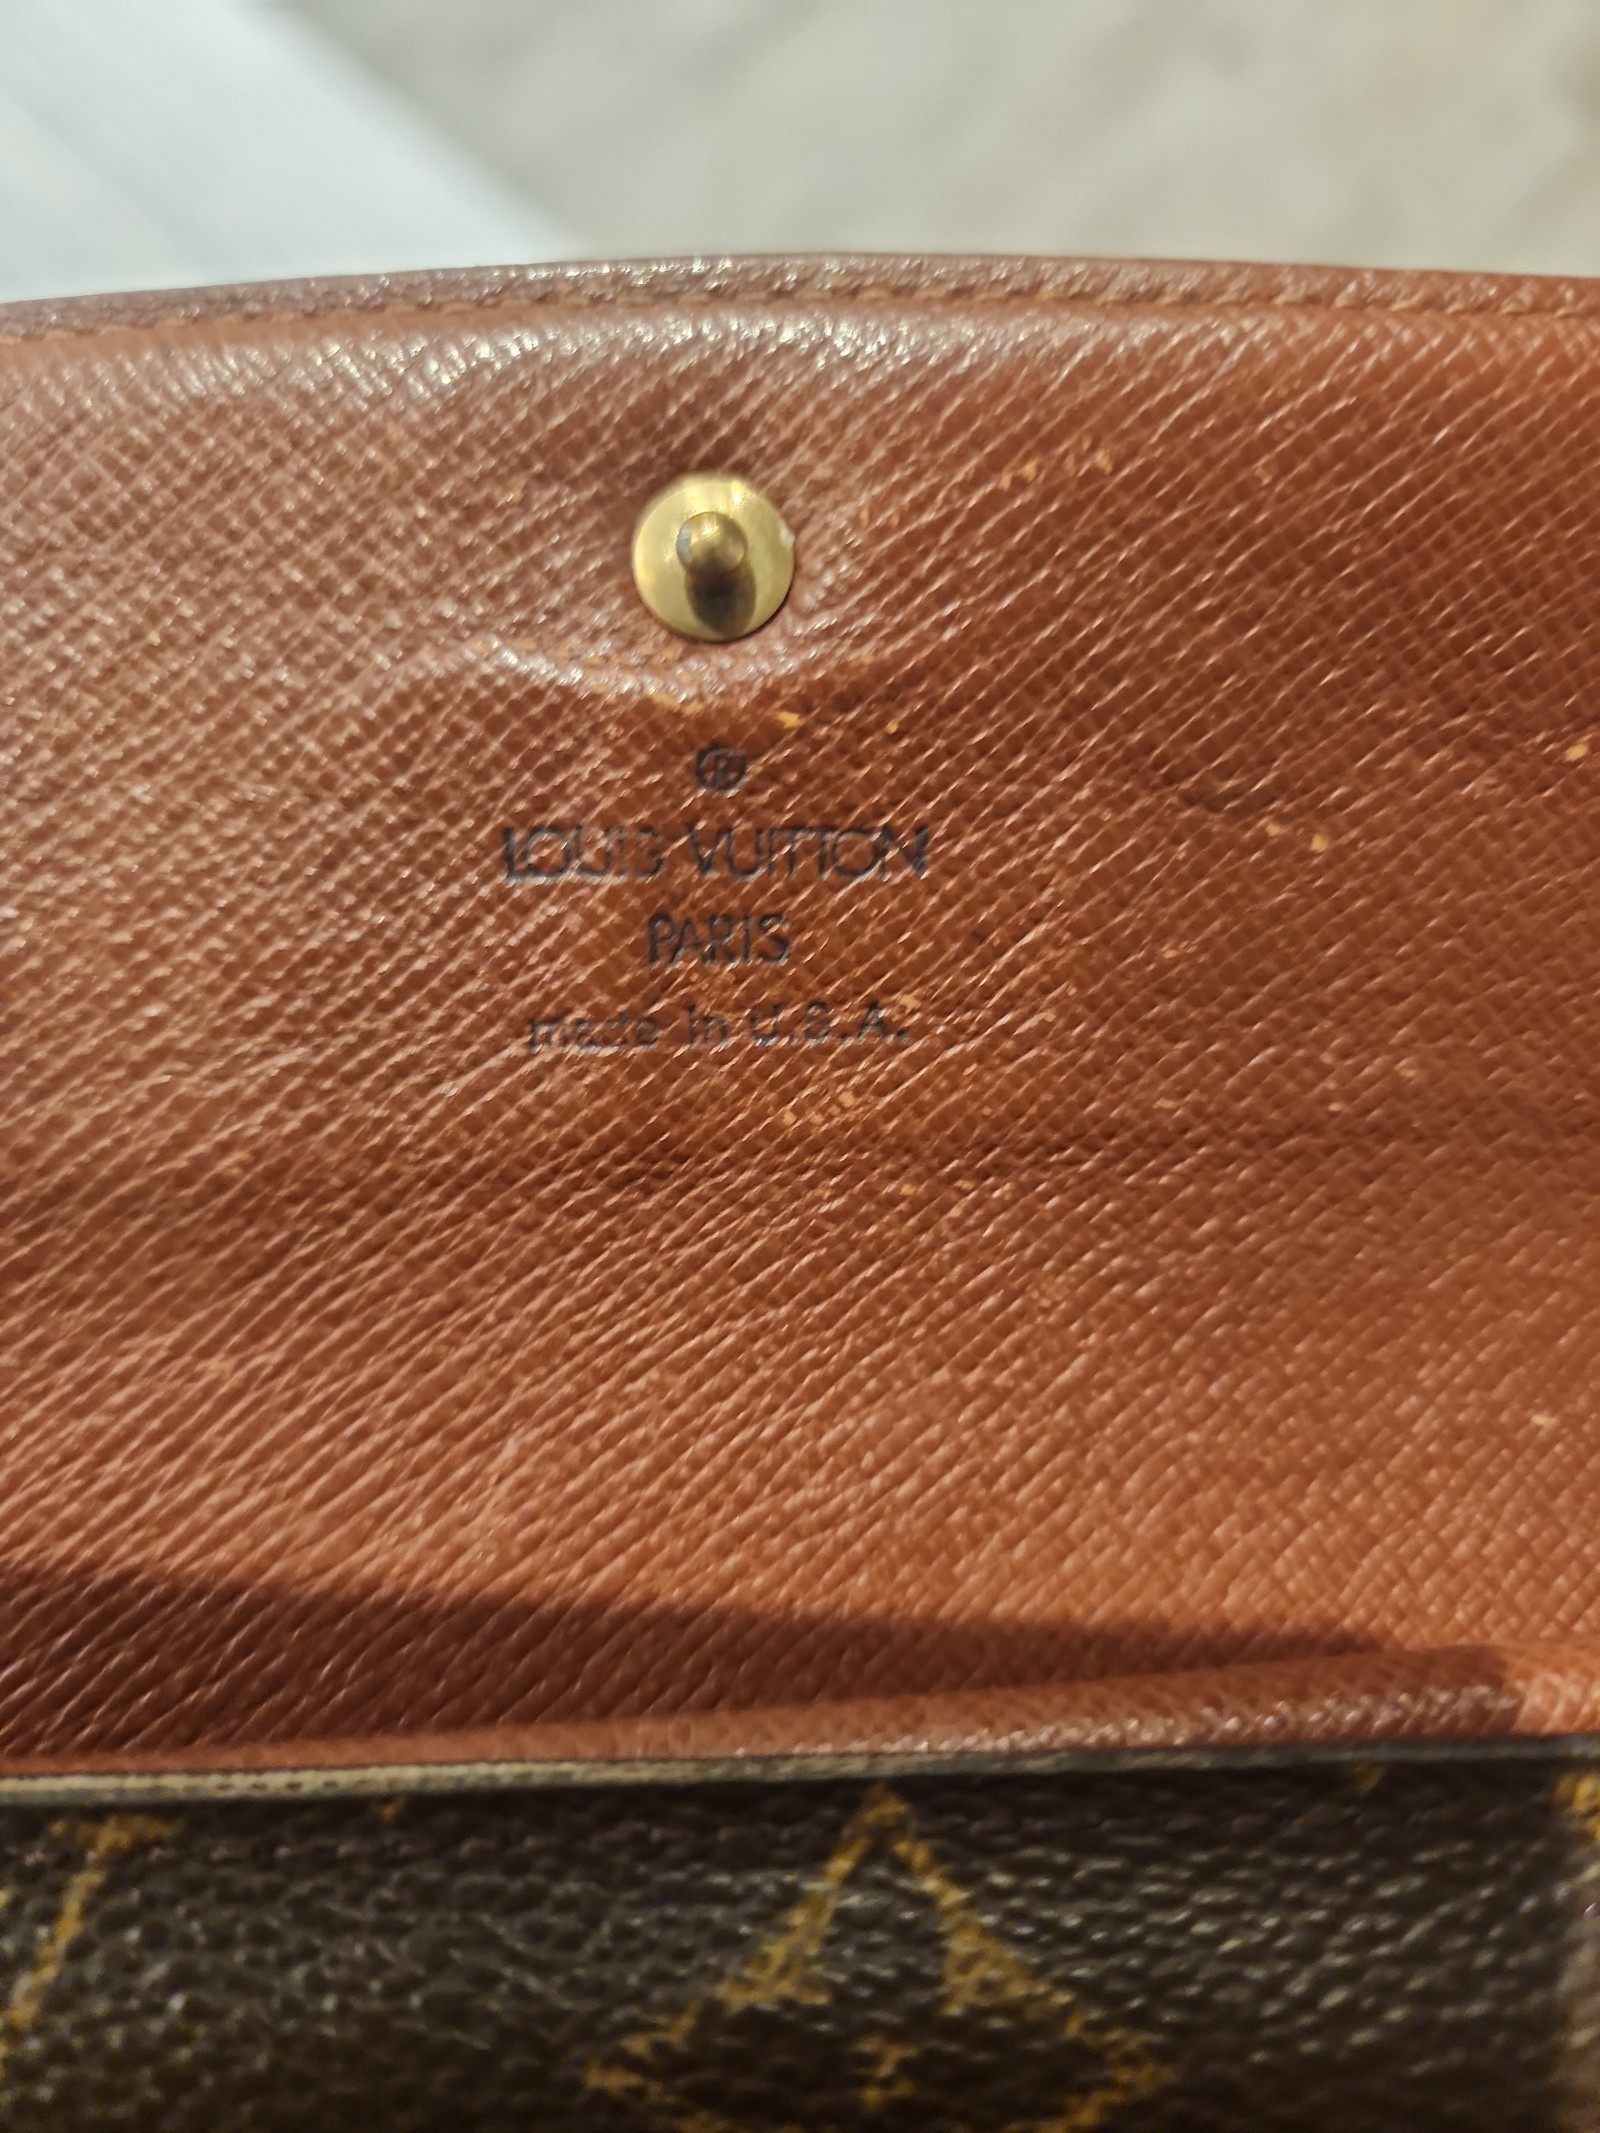 ®
LOUIS VUITTON
PARIS
made in U.S.A.